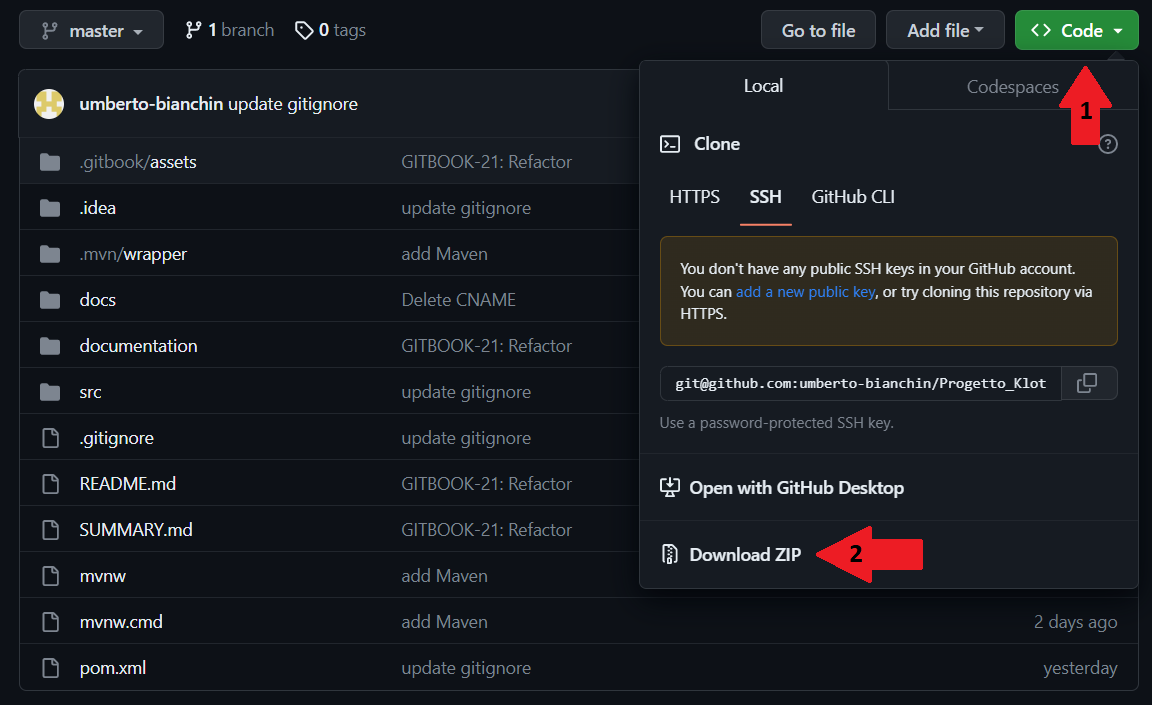 master 1 branch 0 tags Go to file Add file Code
umberto-bianchin update gitignore
Local Codespaces
1
Clone ?
HTTPS SSH GitHub CLI
You don't have any public SSH keys in your GitHub account.
You can add a new public key, or try cloning this repository via
HTTPS.
git@github.com:umberto-bianchin/Progetto_Klot
Use a password-protected SSH key.
Open with GitHub Desktop
Download ZIP 2
.gitbook/assets GITBOOK-21: Refactor
.idea update gitignore
.mvn/wrapper add Maven
docs Delete CNAME
documentation GITBOOK-21: Refactor
src update gitignore
.gitignore update gitignore
README.md GITBOOK-21: Refactor
SUMMARY.md GITBOOK-21: Refactor
mvnw add Maven
mvnw.cmd add Maven 2 days ago
pom.xml update gitignore yesterday